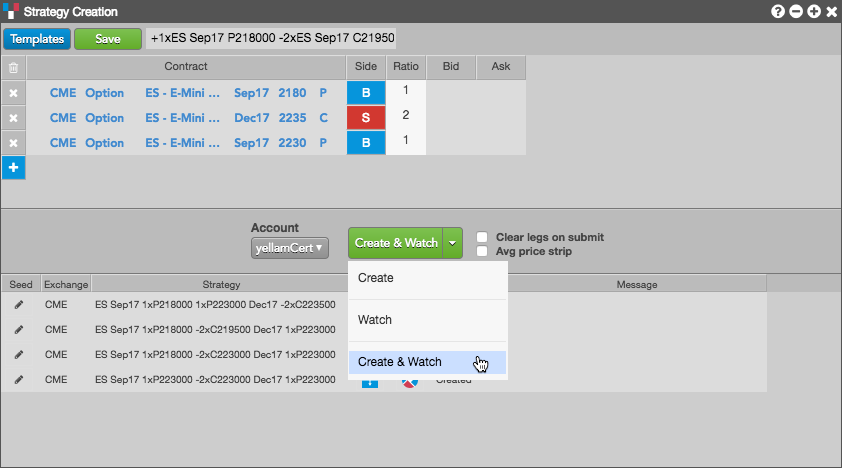 Strategy Creation
Templates Save +1xES Sep17 P218000 -2xES Sep17 C21950
Contract Side Ratio Bid Ask
CME Option ES - E-Mini ... Sep17 2180 P B 1
CME Option ES - E-Mini ... Dec17 2235 C S 2
CME Option ES - E-Mini ... Sep17 2230 P B 1
+
Account
yellamCert Create & Watch
Clear legs on submit
Avg price strip
Create
Watch
Create & Watch
Seed Exchange Strategy Message
CME ES Sep17 1xP218000 1xP223000 Dec17 -2xC223500
CME ES Sep17 1xP218000 -2xC219500 Dec17 1xP223000
CME ES Sep17 1xP218000 -2xC223000 Dec17 1xP223000
CME ES Sep17 1xP223000 -2xC223000 Dec17 1xP223000 Created